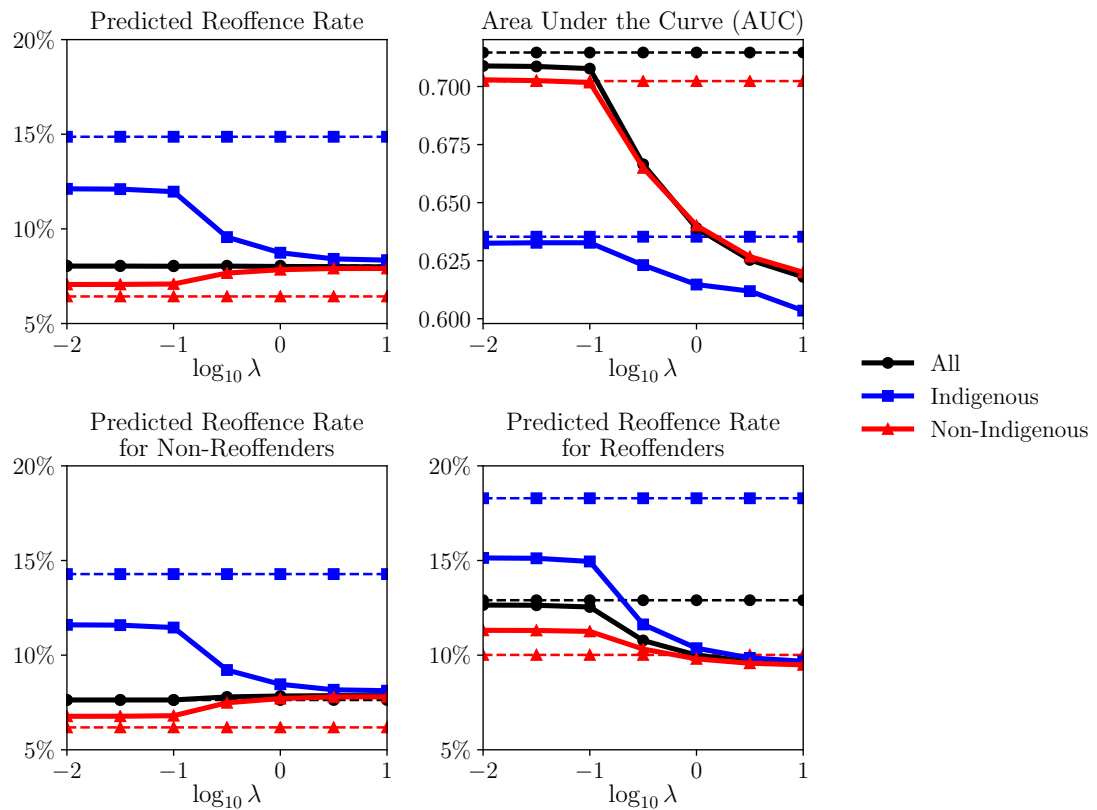 Predicted Reoffence Rate
20%
15%
10%
5%
−2
−1
0
1
log₁₀ λ
Area Under the Curve (AUC)
0.700
0.675
0.650
0.625
0.600
−2
−1
0
1
log₁₀ λ
All
Indigenous
Non-Indigenous
Predicted Reoffence Rate
for Non-Reoffenders
20%
15%
10%
5%
−2
−1
0
1
log₁₀ λ
Predicted Reoffence Rate
for Reoffenders
20%
15%
10%
5%
−2
−1
0
1
log₁₀ λ